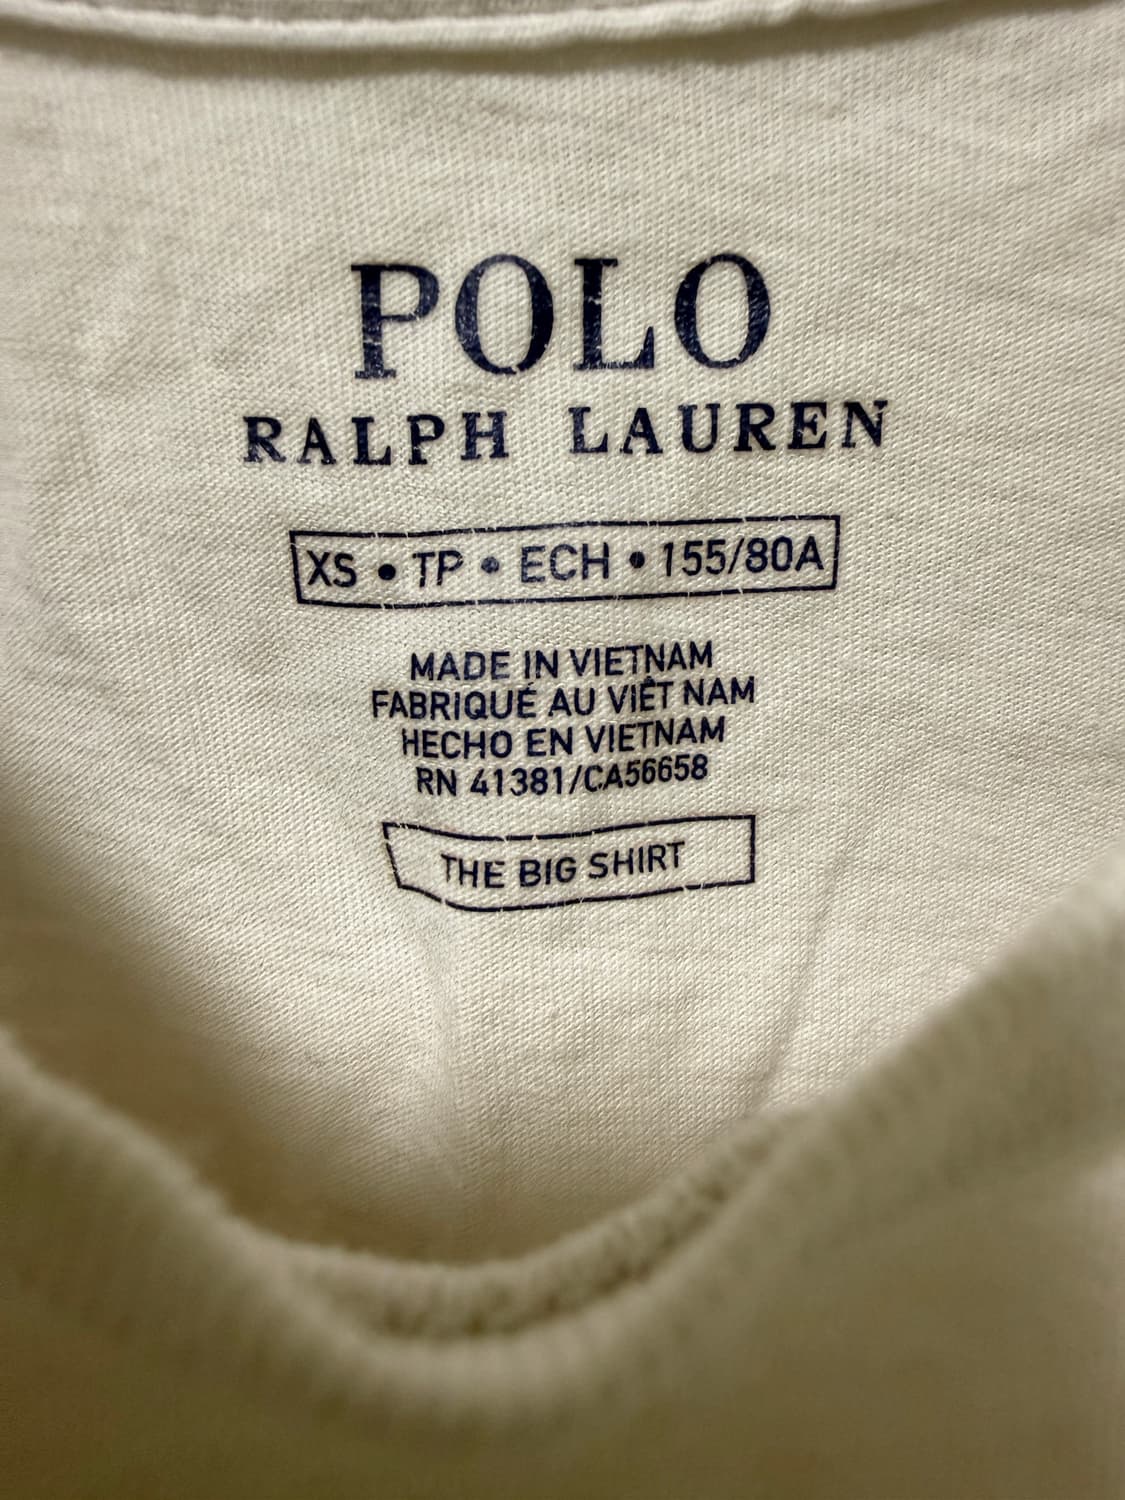 POLO
RALPH LAUREN
XS • TP • ECH • 155/80A
MADE IN VIETNAM
FABRIQUÉ AU VIÊT NAM
HECHO EN VIETNAM
RN 41381/CA56658
THE BIG SHIRT